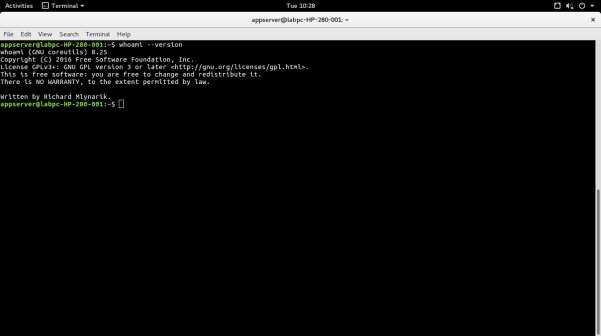 Activities Terminal Tue 10:28
appserver@labpc-HP-280-001: ~
File Edit View Search Terminal Help
appserver@labpc-HP-280-001:~$ whoami --version
whoami (GNU coreutils) 8.25
Copyright (C) 2016 Free Software Foundation, Inc.
License GPLv3+: GNU GPL version 3 or later <http://gnu.org/licenses/gpl.html>.
This is free software: you are free to change and redistribute it.
There is NO WARRANTY, to the extent permitted by law.
Written by Richard Mlynarik.
appserver@labpc-HP-280-001:~$